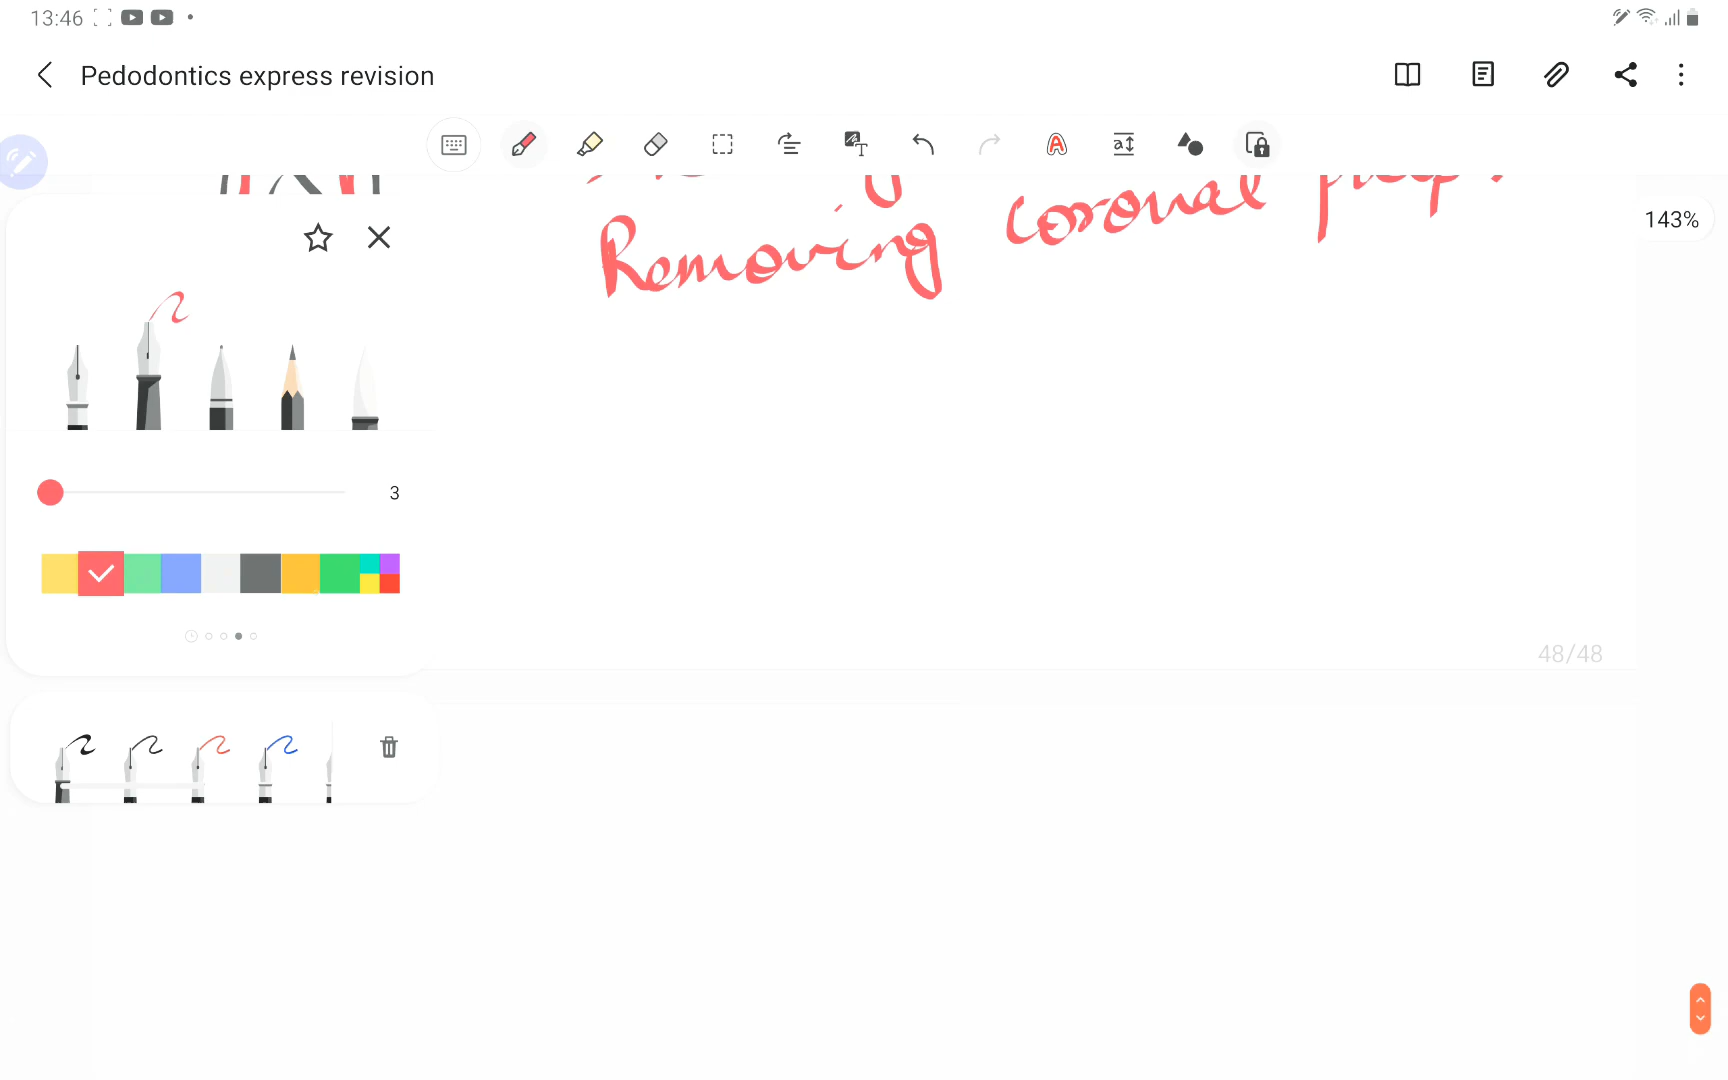 13:46
Pedodontics express revision
143%
Removing coronal pulp.
3
48/48